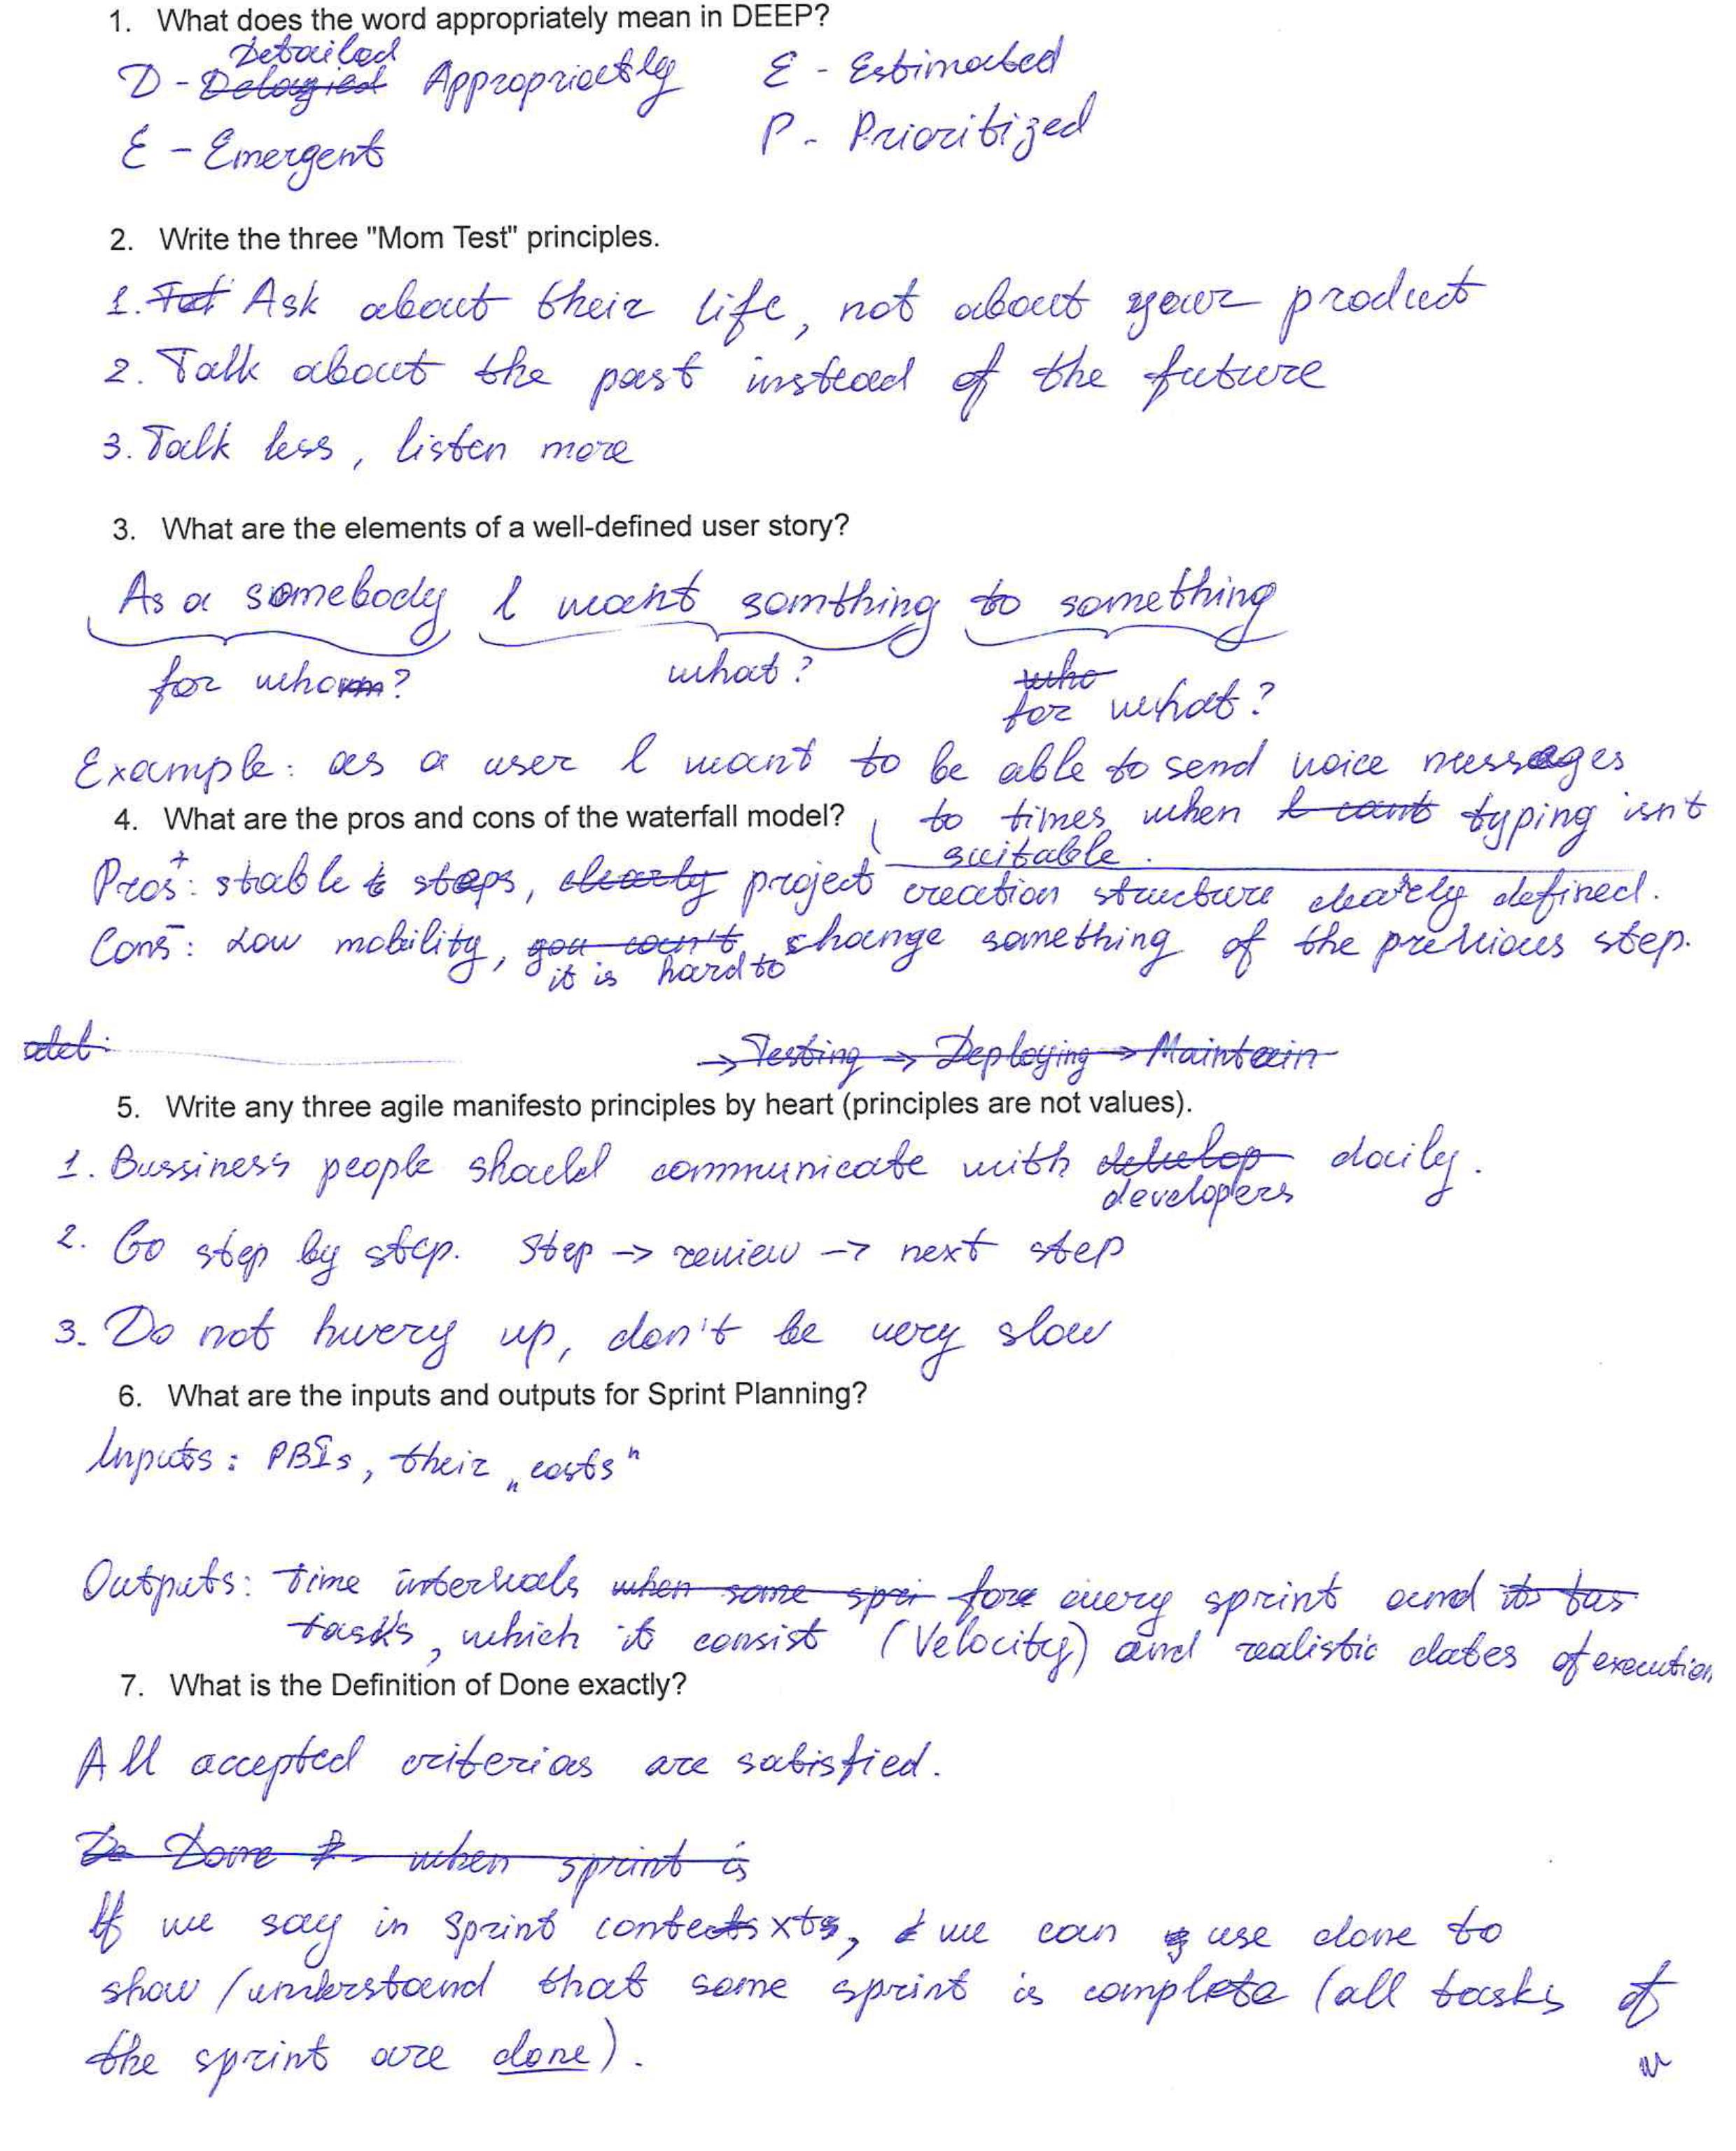 1. What does the word appropriately mean in DEEP?
Detailed
D - Delayied Appropriatly E - Estimated
E - Emergent P - Prioritized
2. Write the three "Mom Test" principles.
1. Tat Ask about their life, not about your product
2. Talk about the past instead of the future
3. Talk less, listen more
3. What are the elements of a well-defined user story?
As a somebody I want somthing to something
for whom? what? who
for what?
Example: as a user I want to be able to send voice messages
4. What are the pros and cons of the waterfall model? to times when I cant typing isn't
suitable.
Pros+: stable steps, clearly project creation structure clearly defined.
Cons-: Low mobility, you can't change something of the previous step.
it is hard to
→ Testing → Deploying → Maintain
5. Write any three agile manifesto principles by heart (principles are not values).
1. Bussiness people should communicate with develop daily.
developers
2. Go step by step. Step → review → next step
3. Do not hurery up, don't be very slow
6. What are the inputs and outputs for Sprint Planning?
Inputs: PBIs, their „costs"
Outputs: time intervals when some spri for every sprint and its tas
tasks, which it consist (Velocity) and realistic dates of execution
7. What is the Definition of Done exactly?
All accepted criterias are satisfied.
De Done when sprint is
If we say in Sprint contexts, we can use done to
show/understand that some sprint is complete (all tasks of
the sprint are done).